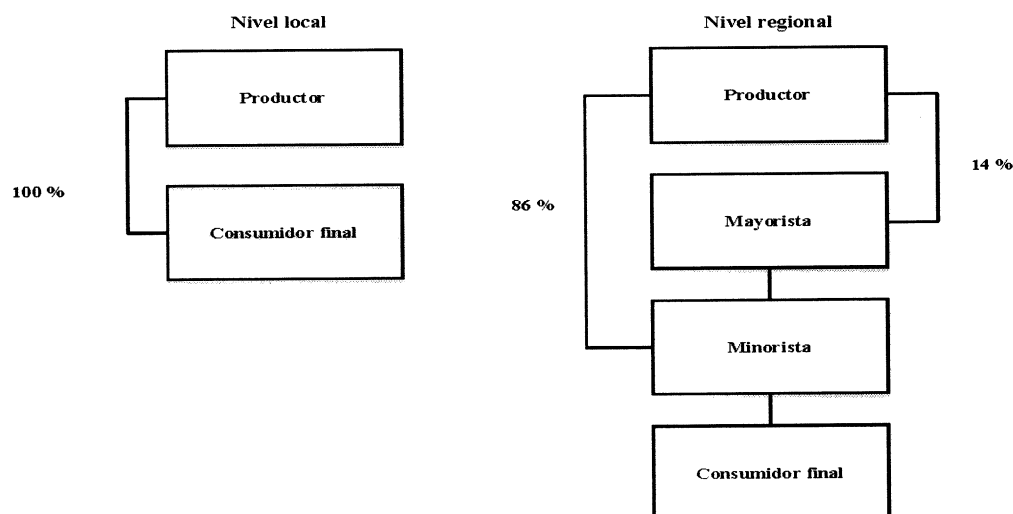 Nivel local
Productor
100 %
Consumidor final
Nivel regional
Productor
14 %
86 %
Mayorista
Minorista
Consumidor final